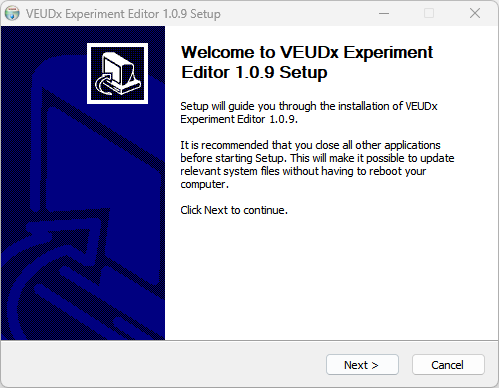 VEUDx Experiment Editor 1.0.9 Setup
Welcome to VEUDx Experiment
Editor 1.0.9 Setup
Setup will guide you through the installation of VEUDx
Experiment Editor 1.0.9.
It is recommended that you close all other applications
before starting Setup. This will make it possible to update
relevant system files without having to reboot your
computer.
Click Next to continue.
Next >
Cancel